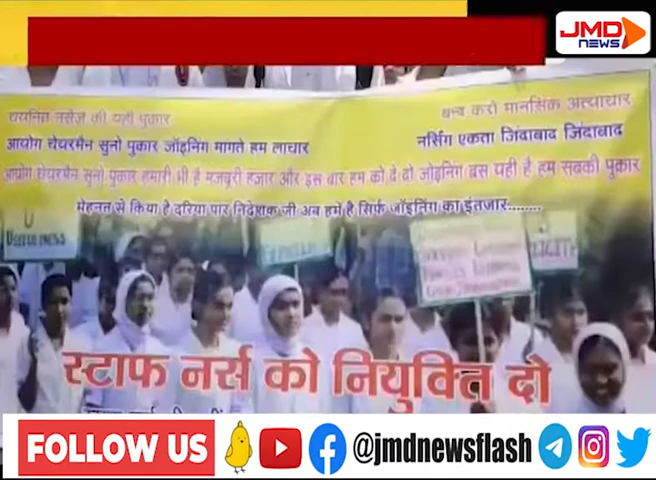 JMD
NEWS
चयनित नर्सेज की यही पुकार
बन्द करो मानसिक अत्याचार
आयोग चेयरमैन सुनो पुकार जॉइनिंग मागते हम लाचार
नर्सिंग एकता जिंदाबाद जिंदाबाद
आयोग चेयरमैन सुनो पुकार हमारी भी है मजबूरी हजार और इस बार हम को दे दो जोइनिंग बस यही है हम सबकी पुकार
मेहनत से किया है दरिया पार निदेशक जी अब हमें है सिर्फ जॉइनिंग का इंतजार........
स्टाफ नर्स को नियुक्ति दो
FOLLOW US @jmdnewsflash